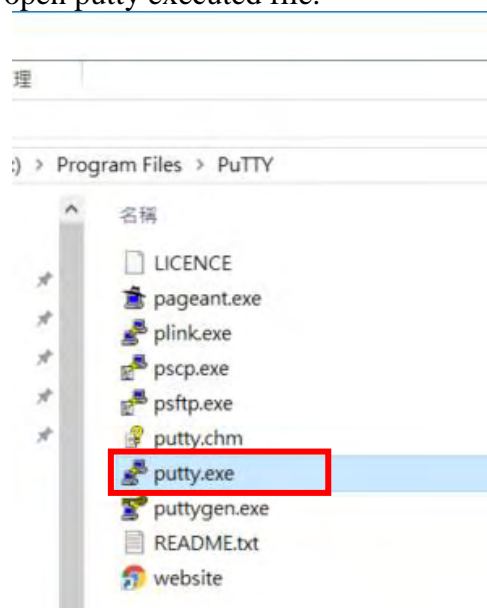 open putty executed file.
理
:) > Program Files > PuTTY
名稱
LICENCE
pageant.exe
plink.exe
pscp.exe
psftp.exe
putty.chm
putty.exe
puttygen.exe
README.txt
website